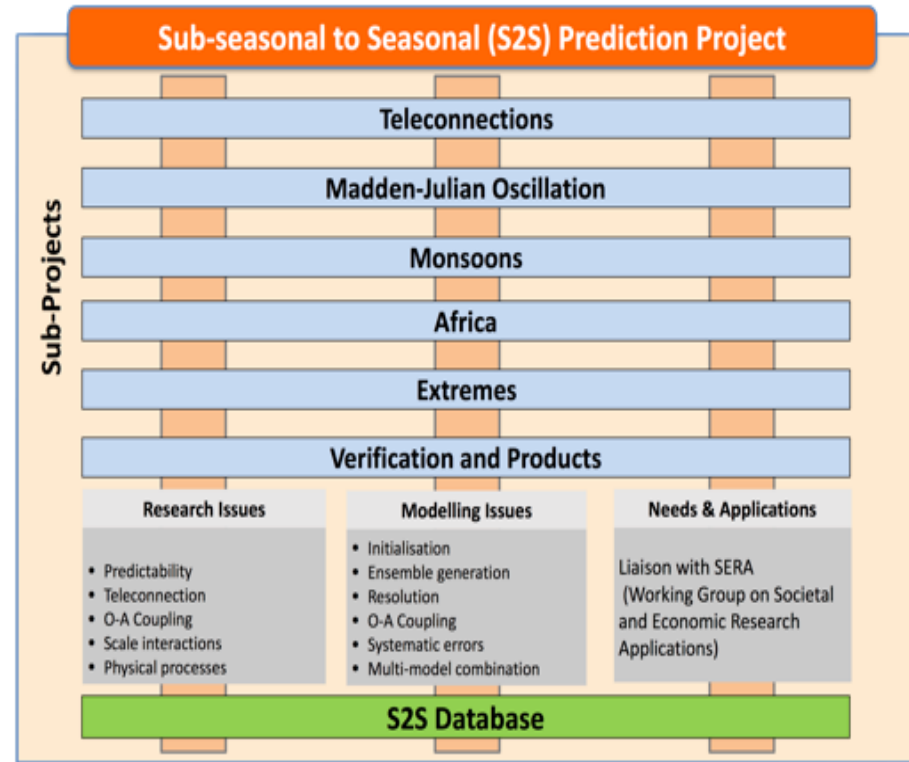 Sub-seasonal to Seasonal (S2S) Prediction Project
Sub-Projects
Teleconnections
Madden-Julian Oscillation
Monsoons
Africa
Extremes
Verification and Products
Research Issues
• Predictability
• Teleconnection
• O-A Coupling
• Scale interactions
• Physical processes
Modelling Issues
• Initialisation
• Ensemble generation
• Resolution
• O-A Coupling
• Systematic errors
• Multi-model combination
Needs & Applications
Liaison with SERA
(Working Group on Societal
and Economic Research
Applications)
S2S Database